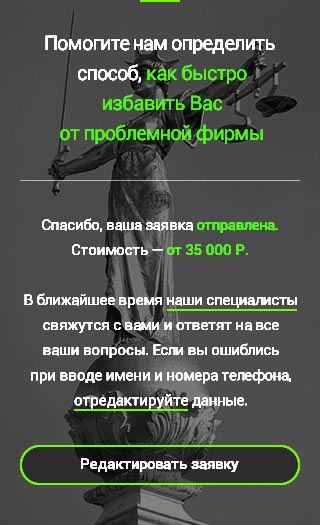 Помогите нам определить
способ, как быстро
избавить Вас
от проблемной фирмы
Спасибо, ваша заявка отправлена.
Стоимость — от 35 000 Р.
В ближайшее время наши специалисты
свяжутся с вами и ответят на все
ваши вопросы. Если вы ошиблись
при вводе имени и номера телефона,
отредактируйте данные.
Редактировать заявку